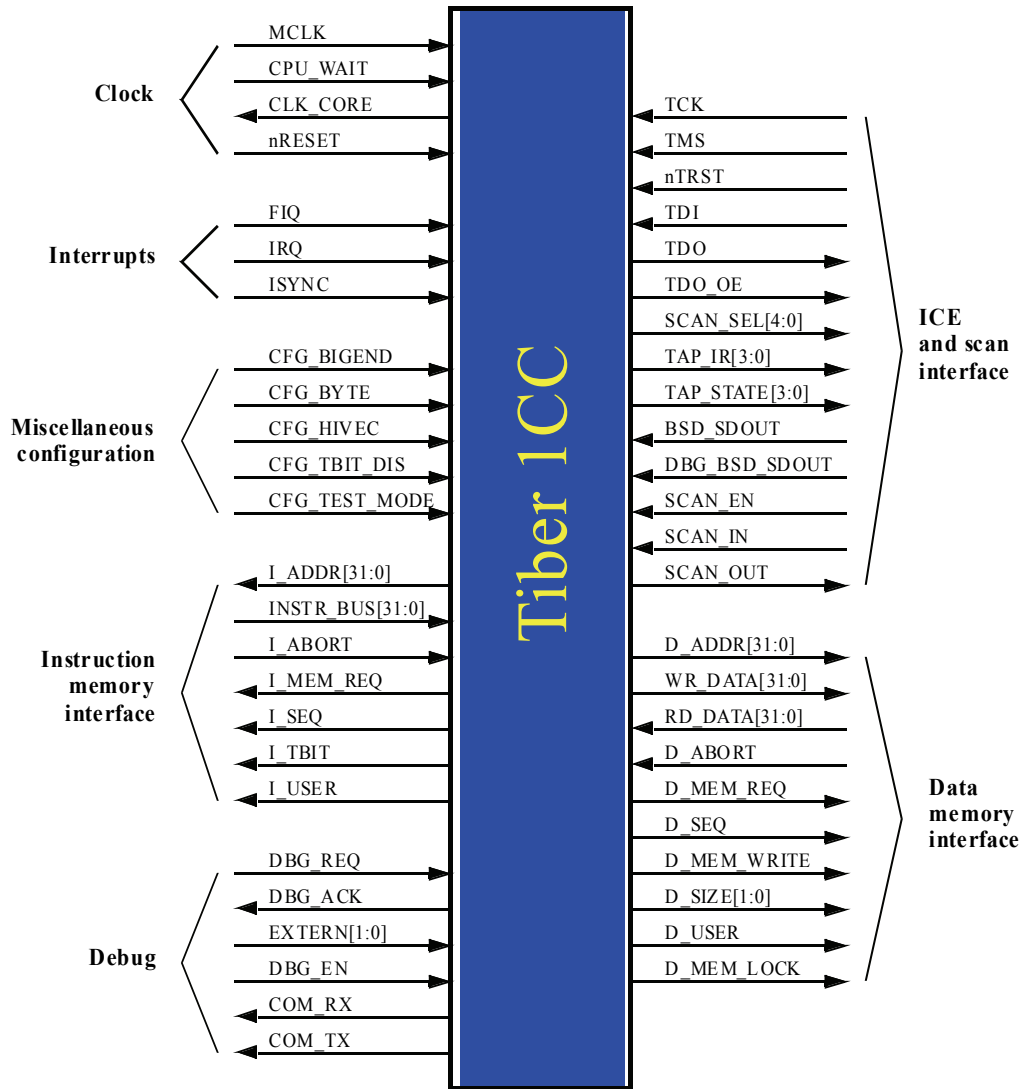 MCLK
CPU_WAIT
CLK_CORE
nRESET
Clock
FIQ
IRQ
ISYNC
Interrupts
CFG_BIGEND
CFG_BYTE
CFG_HIVEC
CFG_TBIT_DIS
CFG_TEST_MODE
Miscellaneous
configuration
I_ADDR[31:0]
INSTR_BUS[31:0]
I_ABORT
I_MEM_REQ
I_SEQ
I_TBIT
I_USER
Instruction
memory
interface
DBG_REQ
DBG_ACK
EXTERN[1:0]
DBG_EN
COM_RX
COM_TX
Debug
Tiber 1CC
TCK
TMS
nTRST
TDI
TDO
TDO_OE
SCAN_SEL[4:0]
TAP_IR[3:0]
TAP_STATE[3:0]
BSD_SDOUT
DBG_BSD_SDOUT
SCAN_EN
SCAN_IN
SCAN_OUT
ICE
and scan
interface
D_ADDR[31:0]
WR_DATA[31:0]
RD_DATA[31:0]
D_ABORT
D_MEM_REQ
D_SEQ
D_MEM_WRITE
D_SIZE[1:0]
D_USER
D_MEM_LOCK
Data
memory
interface